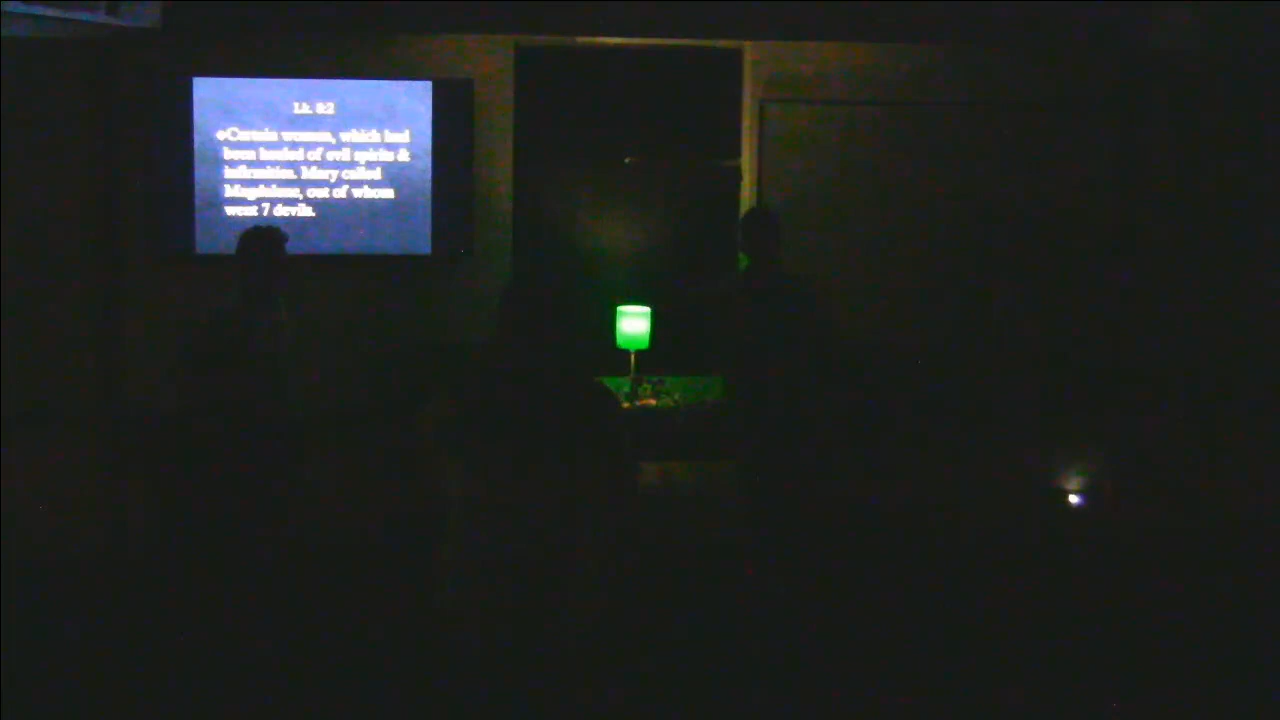 Lk. 8:2
Certain women, which had
been healed of evil spirits &
infirmities. Mary called
Magdalene, out of whom
went 7 devils.